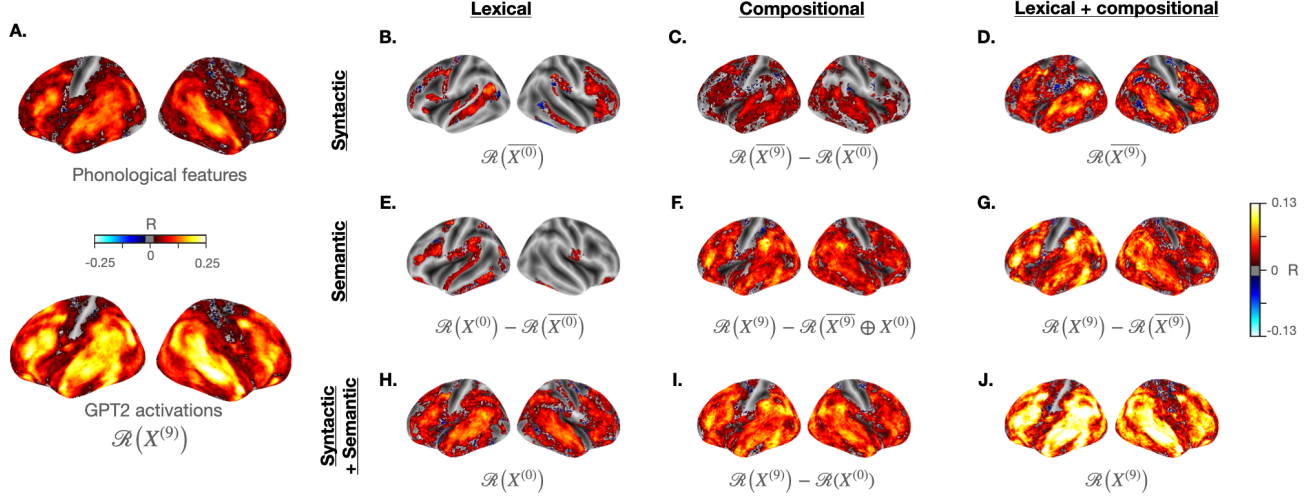 Lexical
Compositional
Lexical + compositional
A.
B.
C.
D.
Syntactic
Phonological features
ℛ(X̅⁽⁰⁾)
ℛ(X̅⁽⁹⁾) − ℛ(X̅⁽⁰⁾)
ℛ(X̅⁽⁹⁾)
R
-0.25
0
0.25
E.
F.
G.
Semantic
0.13
0 R
-0.13
ℛ(X⁽⁰⁾) − ℛ(X̅⁽⁰⁾)
ℛ(X⁽⁹⁾) − ℛ(X̅⁽⁹⁾ ⊕ X⁽⁰⁾)
ℛ(X⁽⁹⁾) − ℛ(X̅⁽⁹⁾)
GPT2 activations
ℛ(X⁽⁹⁾)
H.
I.
J.
Syntactic
+ Semantic
ℛ(X⁽⁰⁾)
ℛ(X⁽⁹⁾) − ℛ(X⁽⁰⁾)
ℛ(X⁽⁹⁾)